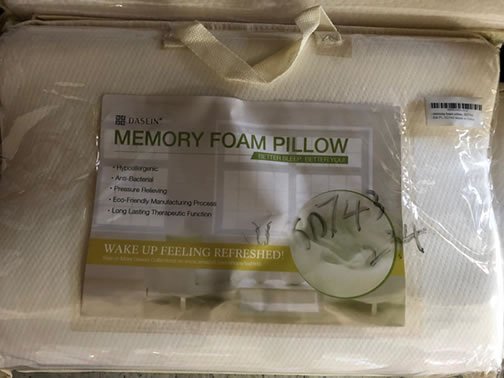 DASEIN®
MEMORY FOAM PILLOW
BETTER SLEEP, BETTER YOU!
• Hypoallergenic
• Anti-Bacterial
• Pressure Relieving
• Eco-Friendly Manufacturing Process
• Long Lasting Therapeutic Function
WAKE UP FEELING REFRESHED!